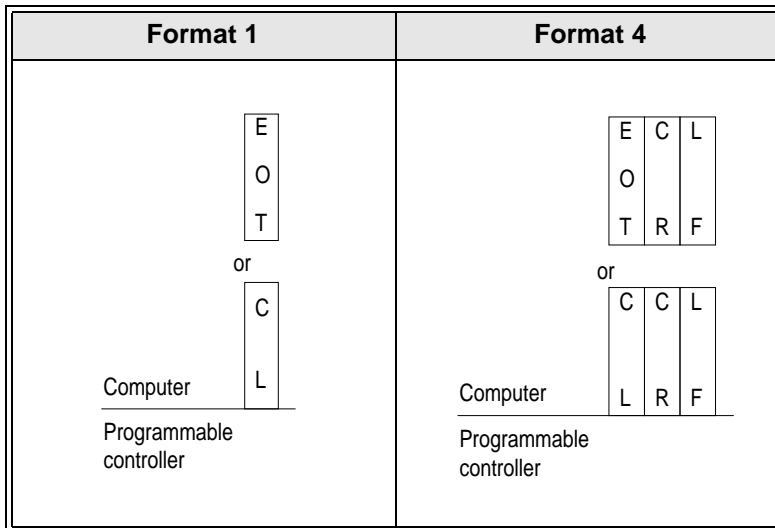 Format 1
E
O
T
or
C
L
Computer
Programmable
controller
Format 4
E C L
O
T R F
or
C C L
L R F
Computer
Programmable
controller